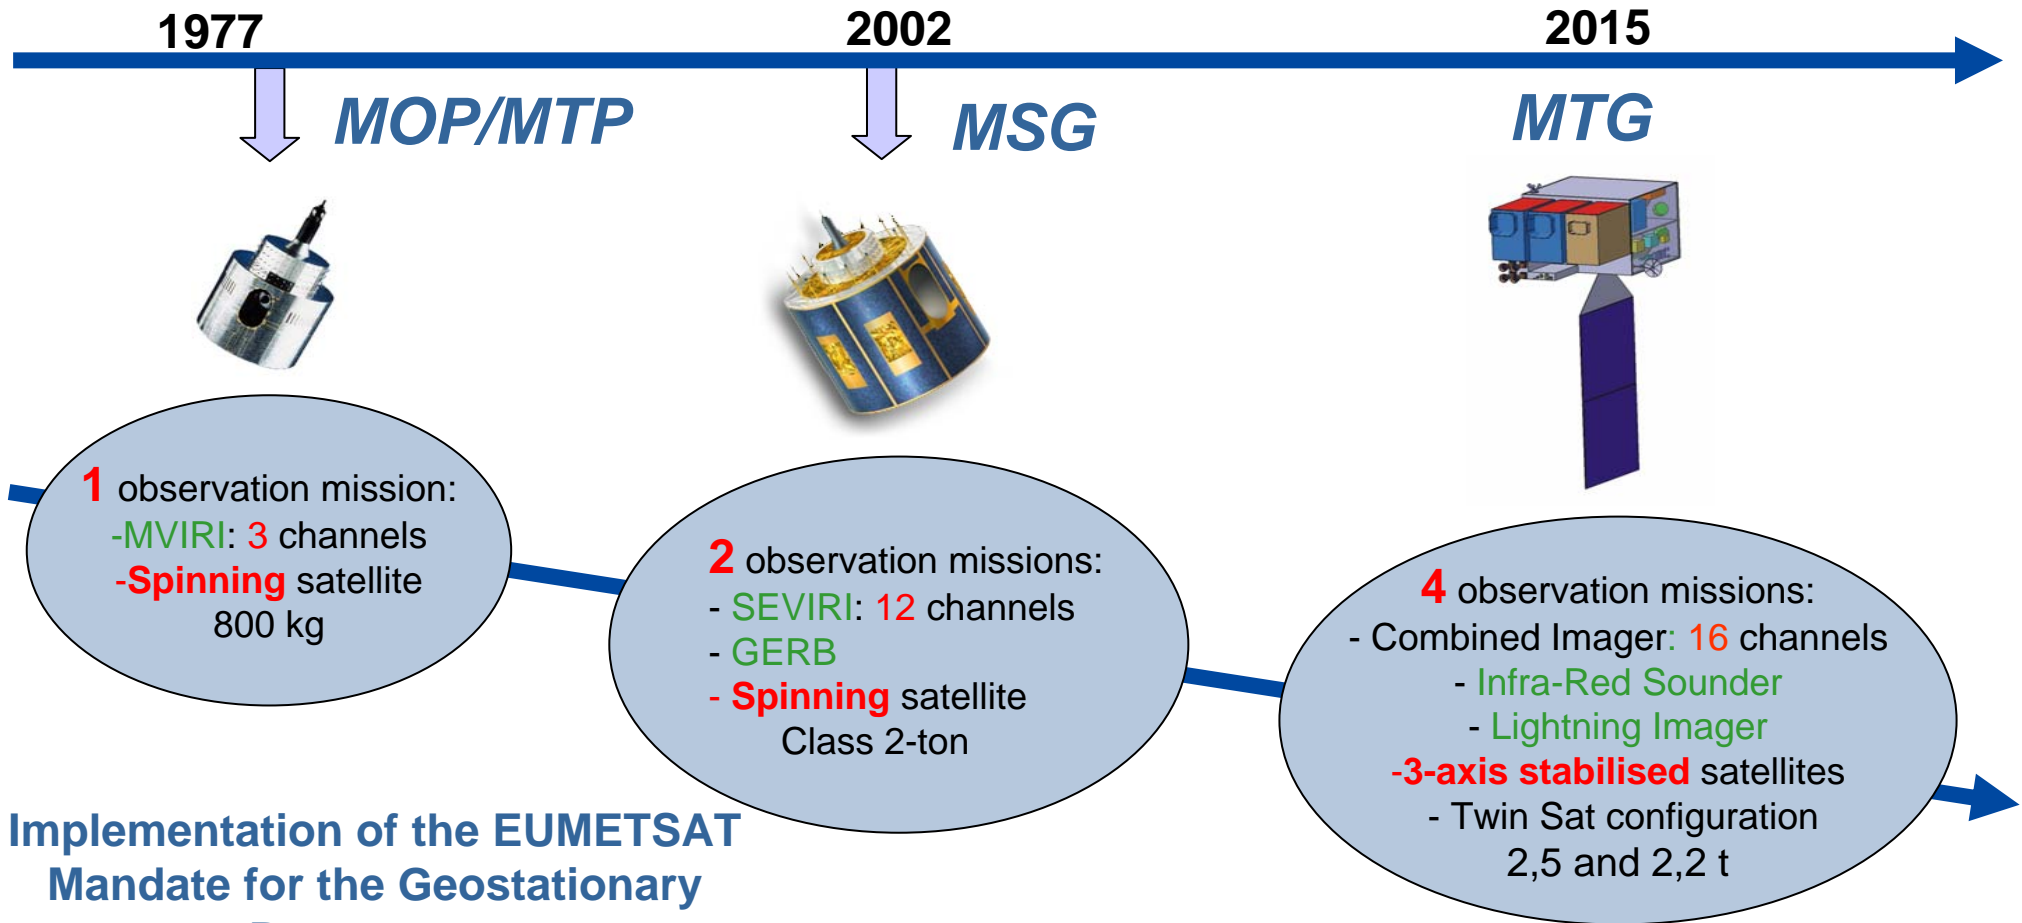 1977
2002
2015
MOP/MTP
MSG
MTG
1 observation mission:
-MVIRI: 3 channels
-Spinning satellite
800 kg
2 observation missions:
- SEVIRI: 12 channels
- GERB
- Spinning satellite
Class 2-ton
4 observation missions:
- Combined Imager: 16 channels
- Infra-Red Sounder
- Lightning Imager
-3-axis stabilised satellites
- Twin Sat configuration
2,5 and 2,2 t
Implementation of the EUMETSAT
Mandate for the Geostationary